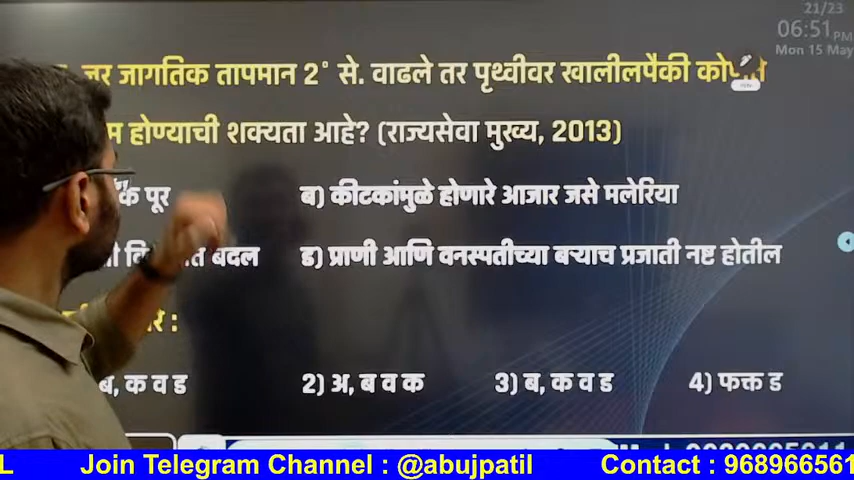 21/23
06:51 PM
Mon 15 May
जर जागतिक तापमान 2° से. वाढले तर पृथ्वीवर खालीलपैकी
होण्याची शक्यता आहे? (राज्यसेवा मुख्य, 2013)
पूर ब) कीटकांमुळे होणारे आजार जसे मलेरिया
बदल ड) प्राणी आणि वनस्पतीच्या बऱ्याच प्रजाती नष्ट होतील
ब, क व ड 2) अ, ब व क 3) ब, क व ड 4) फक्त ड
L Join Telegram Channel : @abujpatil Contact : 968966561